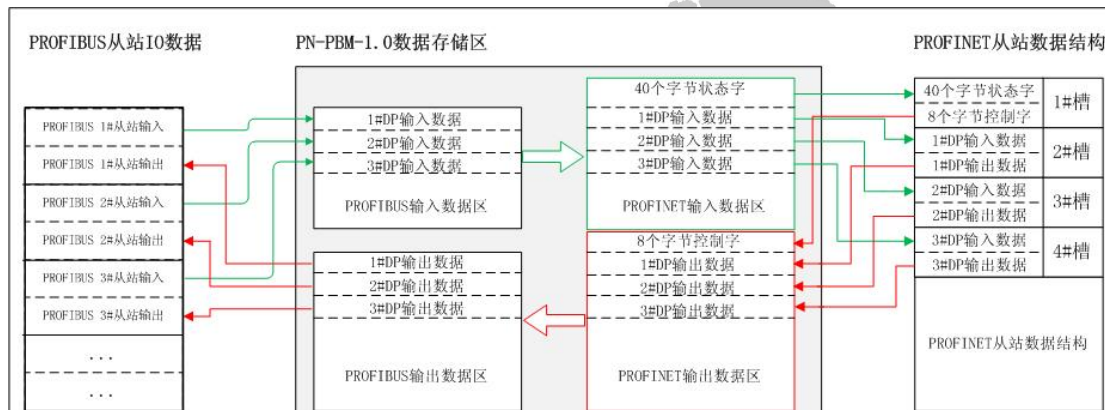 PROFIBUS从站IO数据
PN-PBM-1.0数据存储区
PROFINET从站数据结构
PROFIBUS 1#从站输入
PROFIBUS 1#从站输出
PROFIBUS 2#从站输入
PROFIBUS 2#从站输出
PROFIBUS 3#从站输入
PROFIBUS 3#从站输出
...
...
1#DP输入数据
2#DP输入数据
3#DP输入数据
PROFIBUS输入数据区
1#DP输出数据
2#DP输出数据
3#DP输出数据
PROFIBUS输出数据区
40个字节状态字
1#DP输入数据
2#DP输入数据
3#DP输入数据
PROFINET输入数据区
8个字节控制字
1#DP输出数据
2#DP输出数据
3#DP输出数据
PROFINET输出数据区
40个字节状态字
8个字节控制字
1#槽
1#DP输入数据
1#DP输出数据
2#槽
2#DP输入数据
2#DP输出数据
3#槽
3#DP输入数据
3#DP输出数据
4#槽
PROFINET从站数据结构